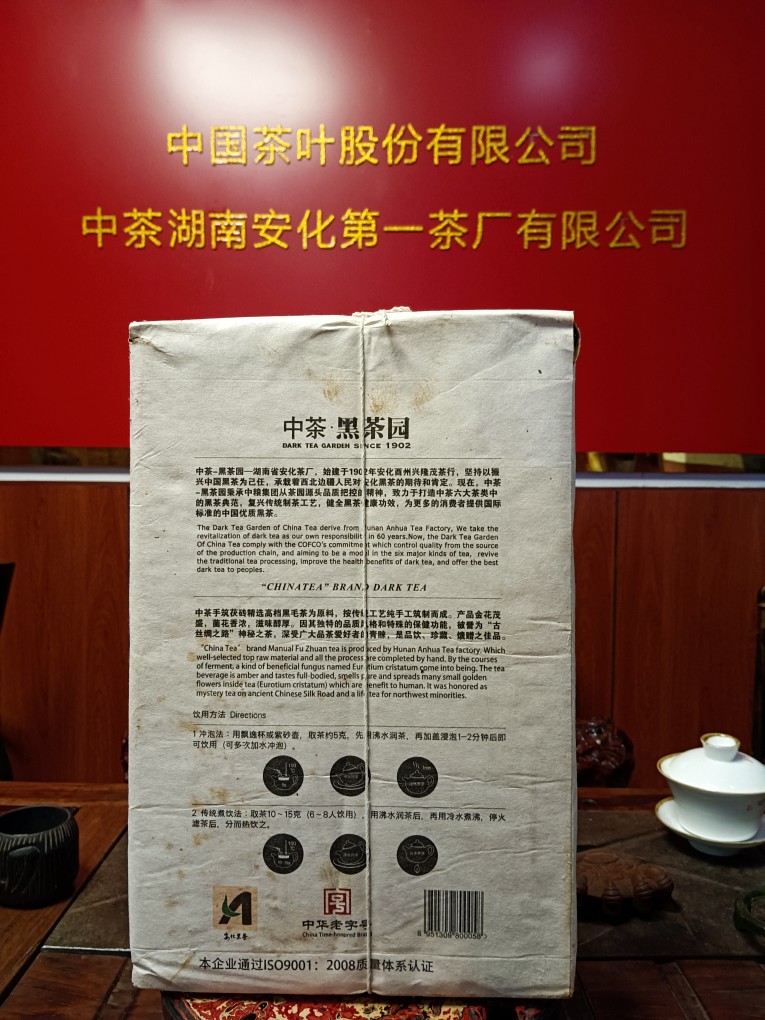 中国茶叶股份有限公司
中茶湖南安化第一茶厂有限公司
中茶·黑茶园
DARK TEA GARDEN SINCE 1902
中茶-黑茶园—湖南省安化茶厂，始建于1902年安化酉州兴隆茂茶行，坚持以振
兴中国黑茶为己任，承载着西北边疆人民对安化黑茶的期待和肯定。现在，中茶
-黑茶园秉承中粮集团从茶园源头品质把控的精神，致力于打造中茶六大茶类中
的黑茶典范，复兴传统制茶工艺，健全黑茶健康功效，为更多的消费者提供国际
标准的中国优质黑茶。
The Dark Tea Garden of China Tea derive from Hunan Anhua Tea Factory, We take the
revitalization of dark tea as our own responsibility in 60 years.Now, the Dark Tea Garden
Of China Tea comply with the COFCO's commitment which control quality from the source
of the production chain, and aiming to be a model in the six major kinds of tea, revive
the traditional tea processing, improve the health benefits of dark tea, and offer the best
dark tea to peoples.
"CHINATEA" BRAND DARK TEA
中茶手筑茯砖精选高档黑毛茶为原料，按传统工艺纯手工筑制而成。产品金花茂
盛，菌花香浓，滋味醇厚。因其独特的品质风格和特殊的保健功能，被誉为“古
丝绸之路”神秘之茶，深受广大品茶爱好者的青睐，是品饮、珍藏、馈赠之佳品。
"China Tea" brand Manual Fu Zhuan tea is produced by Hunan Anhua Tea factory. Which
well-selected top raw material and all the process are completed by hand. By the courses
of ferment, a kind of beneficial fungus named Eurotium cristatum come into being. The tea
beverage is amber and tastes full-bodied, smells pure and spreads many small golden
flowers inside tea (Eurotium cristatum) which are benefit to human. It was honored as
mystery tea on ancient Chinese Silk Road and a life tea for northwest minorities.
饮用方法 Directions
1 冲泡法：用飘逸杯或紫砂壶，取茶约5克，先用沸水润茶，再加盖浸泡1-2分钟后即
可饮用（可多次加水冲泡）。
2 传统煮饮法：取茶10～15克（6～8人饮用），用沸水润茶后，再用冷水煮沸，停火
滤茶后，分而热饮之。
安化黑茶
中华老字号
China Time-honored Brand
8 951308 800058>
本企业通过ISO9001：2008质量体系认证